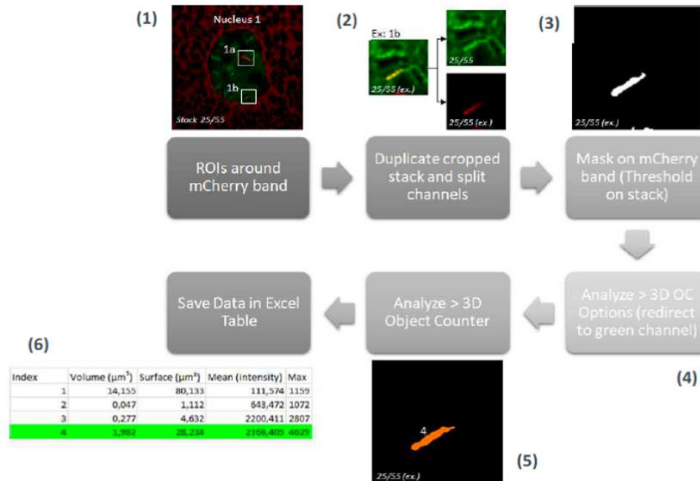 (1)
Nucleus 1
1a
1b
Stack 25/55
(2)
Ex: 1b
25/55 (ex.)
25/55
25/55 (ex.)
(3)
25/55 (ex.)
ROIs around
mCherry band
Duplicate cropped
stack and split
channels
Mask on mCherry
band (Threshold
on stack)
Save Data in Excel
Table
Analyze > 3D
Object Counter
Analyze > 3D OC
Options (redirect
to green channel)
(4)
(6)
Index Volume (µm³) Surface (µm²) Mean (intensity) Max
1 14,155 80,133 111,574 1159
2 0,047 1,112 643,472 1072
3 0,277 4,632 2200,411 2807
4 28,234 4629
4
25/55 (ex.)
(5)